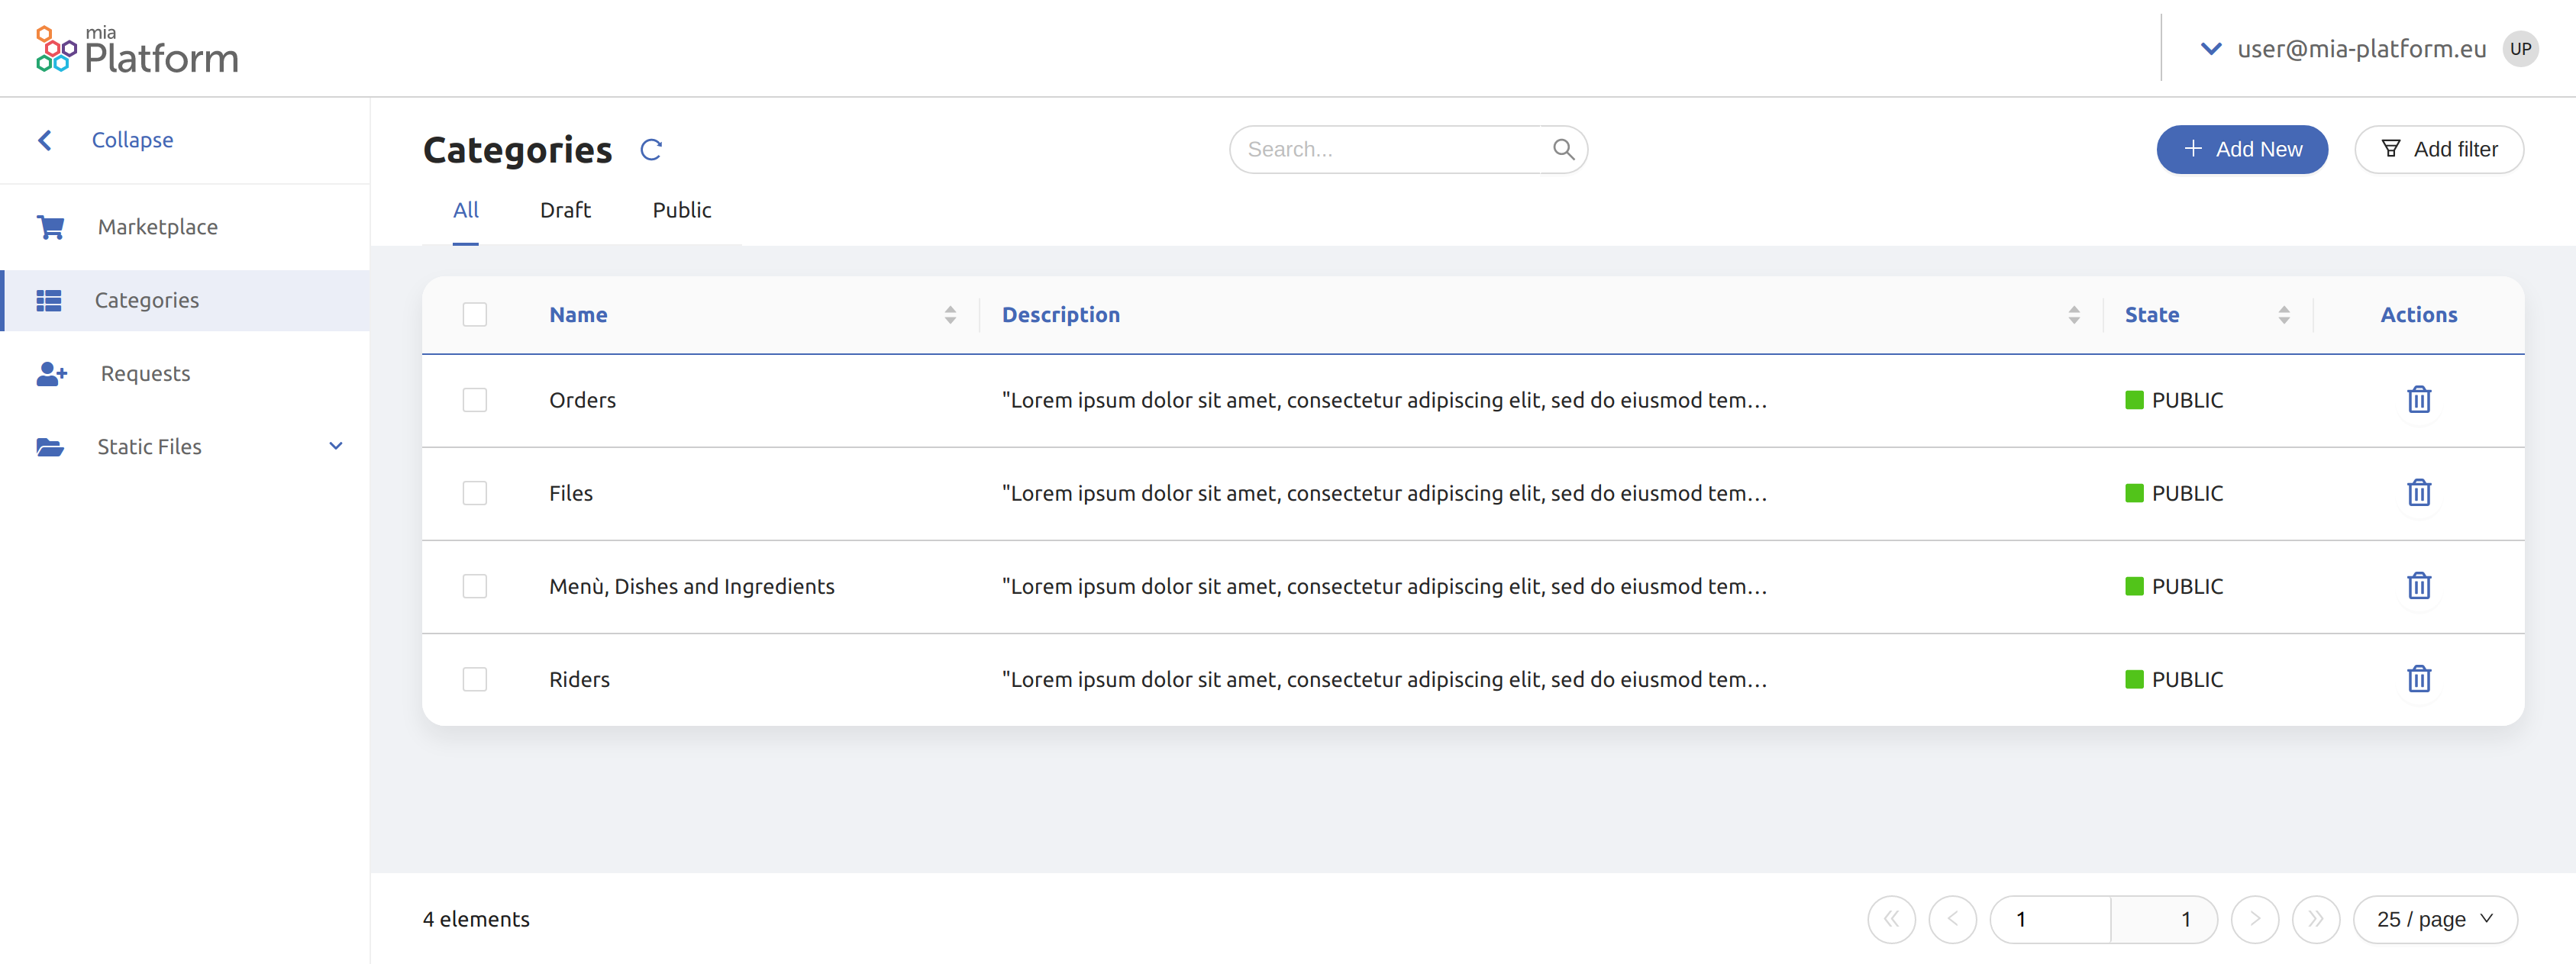 mia
Platform
user@mia-platform.eu UP
Collapse
Marketplace
Categories
Requests
Static Files
Categories
Search...
Add New
Add filter
All Draft Public
Name Description State Actions
Orders "Lorem ipsum dolor sit amet, consectetur adipiscing elit, sed do eiusmod tem... PUBLIC
Files "Lorem ipsum dolor sit amet, consectetur adipiscing elit, sed do eiusmod tem... PUBLIC
Menù, Dishes and Ingredients "Lorem ipsum dolor sit amet, consectetur adipiscing elit, sed do eiusmod tem... PUBLIC
Riders "Lorem ipsum dolor sit amet, consectetur adipiscing elit, sed do eiusmod tem... PUBLIC
4 elements
1 1
25 / page